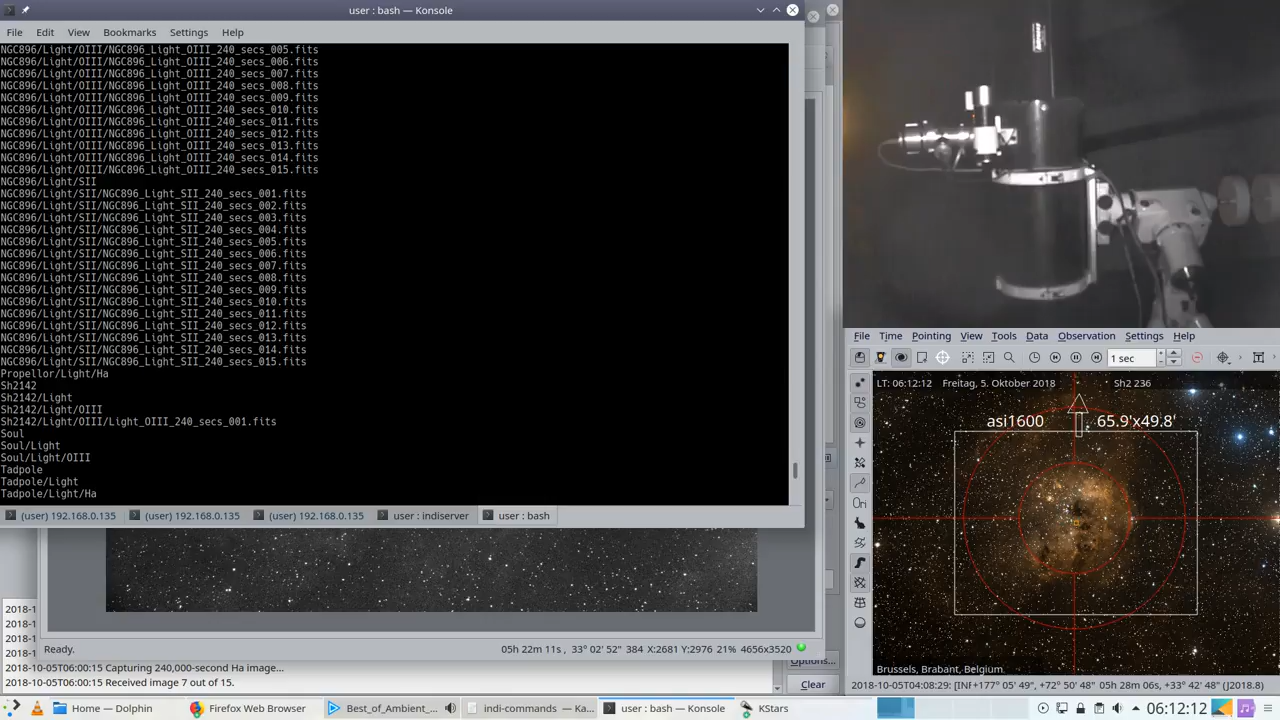 user : bash — Konsole
File Edit View Bookmarks Settings Help
NGC896/Light/OIII/NGC896_Light_OIII_240_secs_005.fits
NGC896/Light/OIII/NGC896_Light_OIII_240_secs_006.fits
NGC896/Light/OIII/NGC896_Light_OIII_240_secs_007.fits
NGC896/Light/OIII/NGC896_Light_OIII_240_secs_008.fits
NGC896/Light/OIII/NGC896_Light_OIII_240_secs_009.fits
NGC896/Light/OIII/NGC896_Light_OIII_240_secs_010.fits
NGC896/Light/OIII/NGC896_Light_OIII_240_secs_011.fits
NGC896/Light/OIII/NGC896_Light_OIII_240_secs_012.fits
NGC896/Light/OIII/NGC896_Light_OIII_240_secs_013.fits
NGC896/Light/OIII/NGC896_Light_OIII_240_secs_014.fits
NGC896/Light/OIII/NGC896_Light_OIII_240_secs_015.fits
NGC896/Light/SII
NGC896/Light/SII/NGC896_Light_SII_240_secs_001.fits
NGC896/Light/SII/NGC896_Light_SII_240_secs_002.fits
NGC896/Light/SII/NGC896_Light_SII_240_secs_003.fits
NGC896/Light/SII/NGC896_Light_SII_240_secs_004.fits
NGC896/Light/SII/NGC896_Light_SII_240_secs_005.fits
NGC896/Light/SII/NGC896_Light_SII_240_secs_006.fits
NGC896/Light/SII/NGC896_Light_SII_240_secs_007.fits
NGC896/Light/SII/NGC896_Light_SII_240_secs_008.fits
NGC896/Light/SII/NGC896_Light_SII_240_secs_009.fits
NGC896/Light/SII/NGC896_Light_SII_240_secs_010.fits
NGC896/Light/SII/NGC896_Light_SII_240_secs_011.fits
NGC896/Light/SII/NGC896_Light_SII_240_secs_012.fits
NGC896/Light/SII/NGC896_Light_SII_240_secs_013.fits
NGC896/Light/SII/NGC896_Light_SII_240_secs_014.fits
NGC896/Light/SII/NGC896_Light_SII_240_secs_015.fits
Propellor/Light/Ha
Sh2142
Sh2142/Light
Sh2142/Light/OIII
Sh2142/Light/OIII/Light_OIII_240_secs_001.fits
Soul
Soul/Light
Soul/Light/OIII
Tadpole
Tadpole/Light
Tadpole/Light/Ha
(user) 192.168.0.135 (user) 192.168.0.135 (user) 192.168.0.135 user : indiserver user : bash
Ready. 05h 22m 11s , 33° 02' 52" 384 X:2681 Y:2976 21% 4656x3520
2018-1
2018-1
2018-1
2018-1
2018-10-05T06:00:15 Capturing 240,000-second Ha image...
2018-10-05T06:00:15 Received image 7 out of 15.
Options...
Clear
File Time Pointing View Tools Data Observation Settings Help
1 sec
LT: 06:12:12 Freitag, 5. Oktober 2018 Sh2 236
asi1600 65.9'x49.8'
Brussels, Brabant, Belgium
2018-10-05T04:08:29: [INF +177° 05' 49", +72° 50' 48" 05h 28m 06s, +33° 42' 48" (J2018.8)
Home — Dolphin Firefox Web Browser Best_of_Ambient_... indi-commands — Ka... user : bash — Konsole KStars 06:12:12